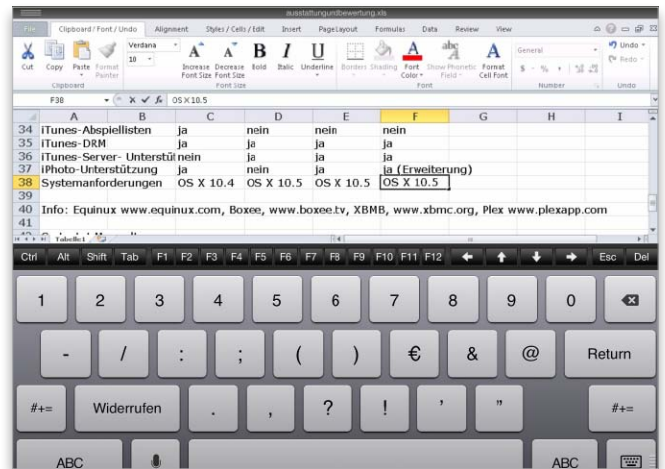 ausstattungundbewertung.xls
File Clipboard / Font / Undo Alignment Styles / Cells / Edit Insert PageLayout Formulas Data Review View
Cut Copy Paste Format Painter Verdana 10 Increase Font Size Decrease Font Size Bold Italic Underline Borders Shading Font Color Show Phonetic Field Format Cell Font General $ - % , Undo Redo
Clipboard Font Size Font Number Undo
F38 OS X 10.5
A B C D E F G H I
34 iTunes-Abspiellisten ja nein nein nein
35 iTunes-DRM ja ja ja ja
36 iTunes-Server- Unterstüt nein ja ja ja
37 iPhoto-Unterstützung ja nein ja ja (Erweiterung)
38 Systemanforderungen OS X 10.4 OS X 10.5 OS X 10.5 OS X 10.5
39
40 Info: Equinux www.equinux.com, Boxee, www.boxee.tv, XBMB, www.xbmc.org, Plex www.plexapp.com
41
Tabelle1
Ctrl Alt Shift Tab F1 F2 F3 F4 F5 F6 F7 F8 F9 F10 F11 F12 Esc Del
1 2 3 4 5 6 7 8 9 0
- / : ; ( ) € & @ Return
#+= Widerrufen . , ? ! ' " #+=
ABC ABC